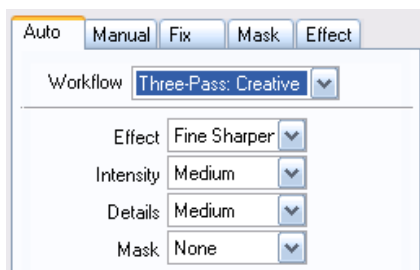 Auto Manual Fix Mask Effect
Workflow Three-Pass: Creative
Effect Fine Sharper
Intensity Medium
Details Medium
Mask None